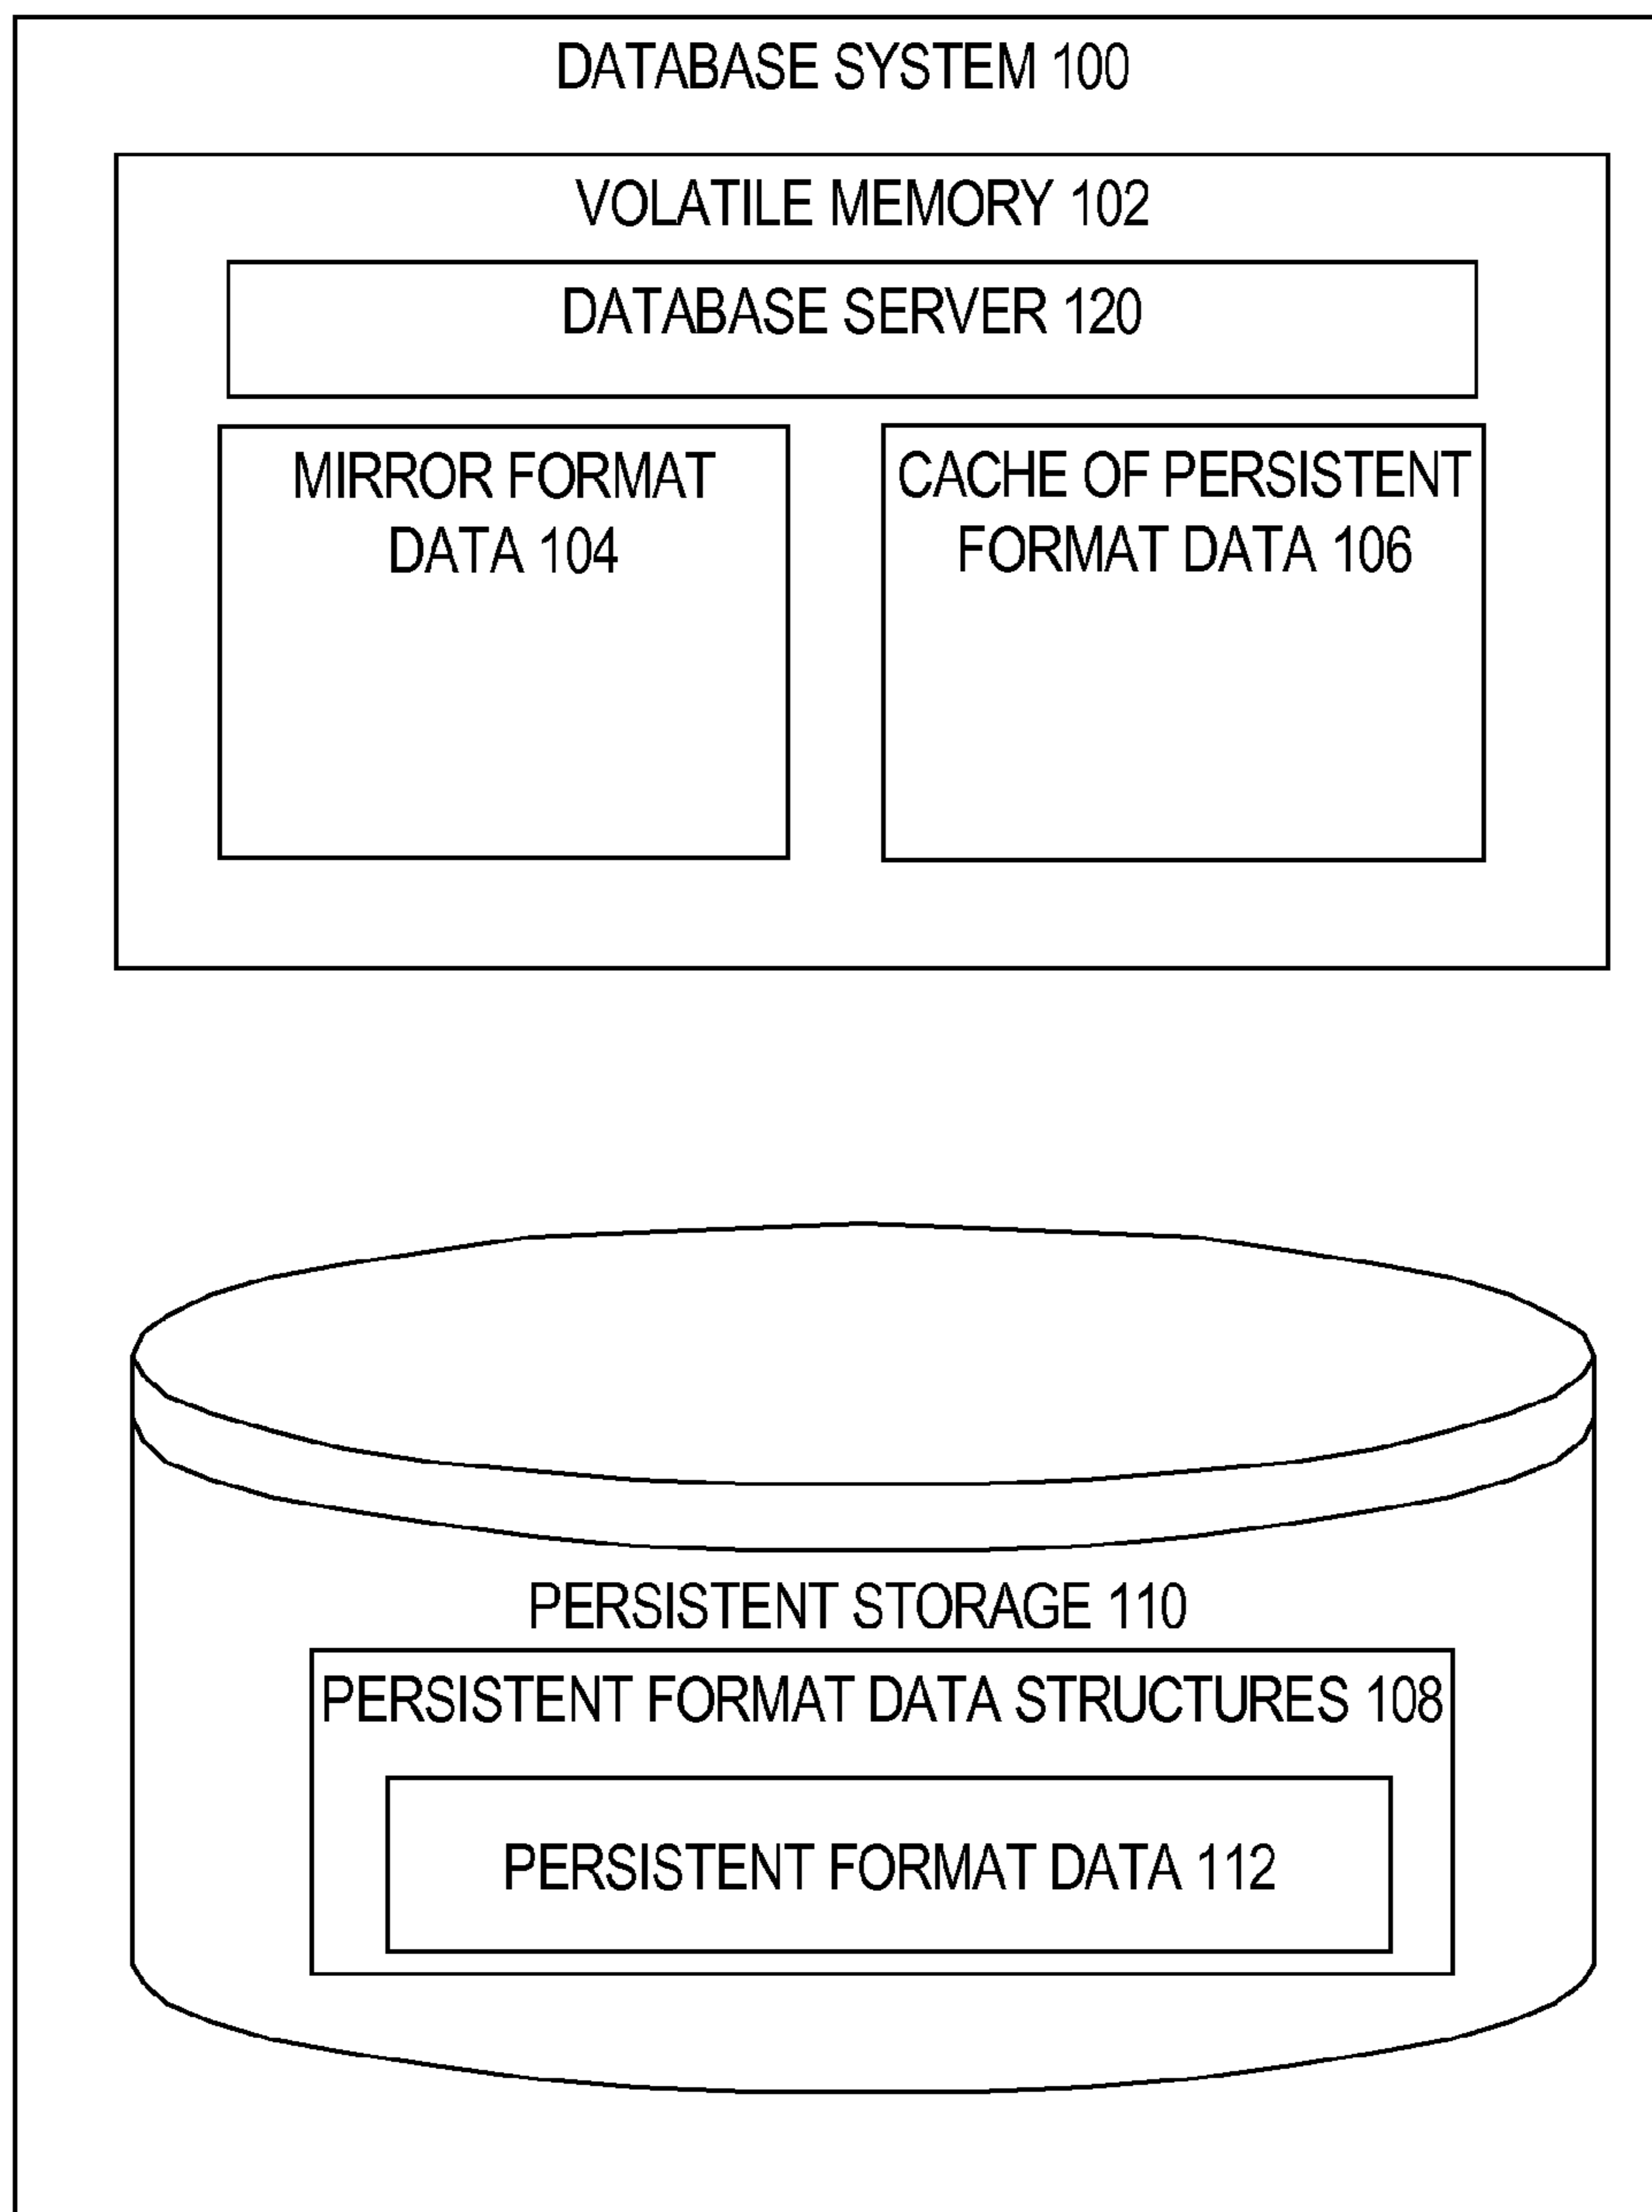 DATABASE SYSTEM 100
VOLATILE MEMORY 102
DATABASE SERVER 120
MIRROR FORMAT
DATA 104
CACHE OF PERSISTENT
FORMAT DATA 106
PERSISTENT STORAGE 110
PERSISTENT FORMAT DATA STRUCTURES 108
PERSISTENT FORMAT DATA 112